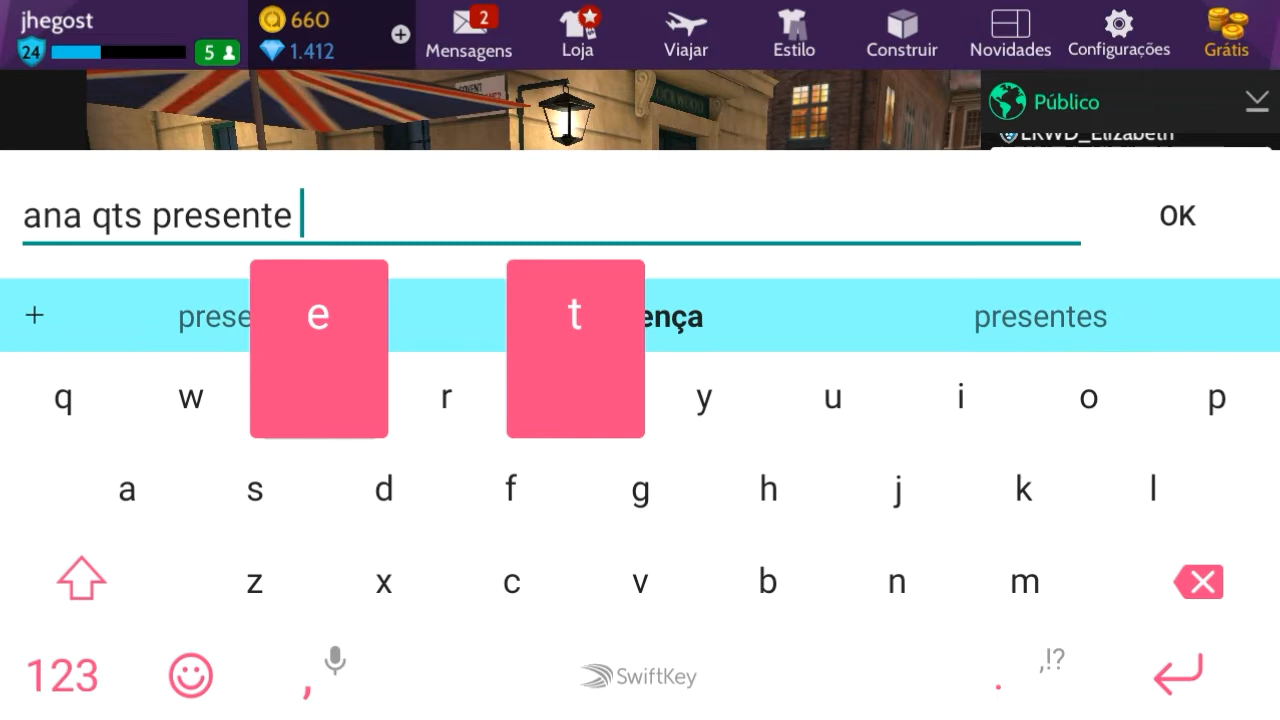 jhegost
24
5
660
1.412
2
Mensagens
Loja
Viajar
Estilo
Construir
Novidades
Configurações
Grátis
Público
LKWD_Elizabeth
ana qts presente
OK
+
prese
ença
presentes
q w e r t y u i o p
a s d f g h j k l
z x c v b n m
123
,
SwiftKey
.
,!?